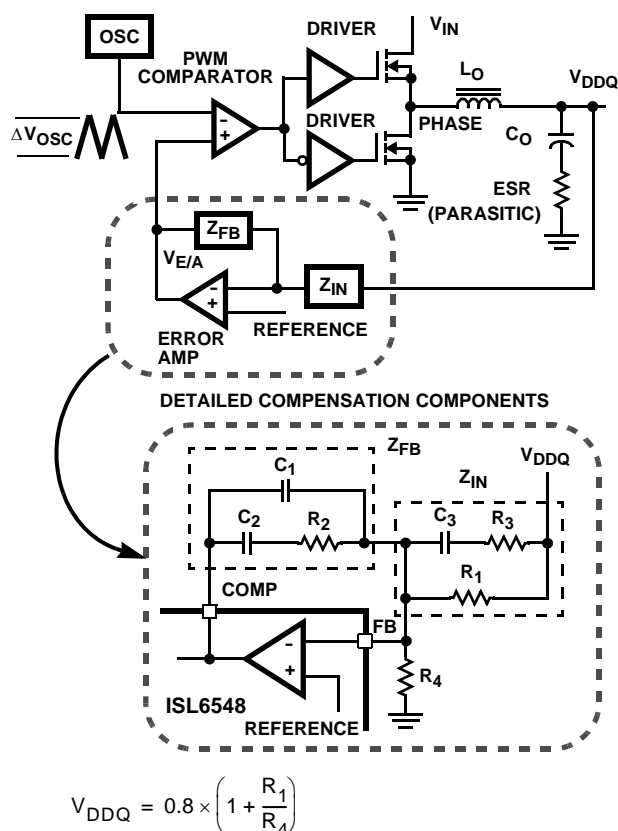 DRIVER
V_IN
OSC
PWM
COMPARATOR
L_O
V_DDQ
DRIVER
ΔV_OSC
-
+
PHASE
C_O
ESR
(PARASITIC)
Z_FB
V_E/A
-
+
Z_IN
REFERENCE
ERROR
AMP
DETAILED COMPENSATION COMPONENTS
Z_FB
V_DDQ
C_1
Z_IN
C_2
R_2
C_3
R_3
R_1
COMP
FB
-
+
R_4
ISL6548
REFERENCE
V_DDQ = 0.8 × (1 + R_1/R_4)